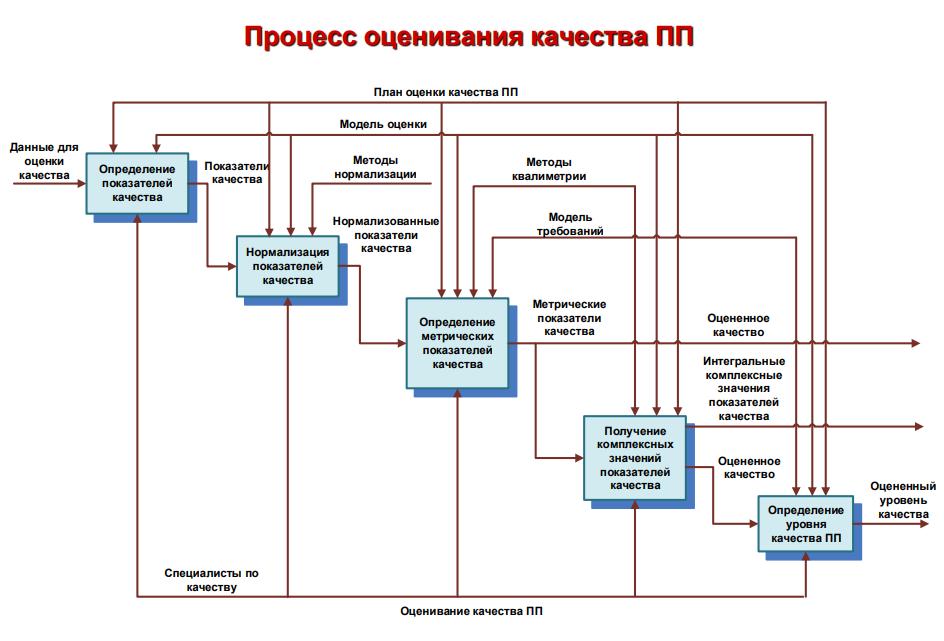 Процесс оценивания качества ПП
План оценки качества ПП
Модель оценки
Данные для
оценки
качества
Определение
показателей
качества
Показатели
качества
Методы
нормализации
Методы
квалиметрии
Нормализованные
показатели
качества
Модель
требований
Нормализация
показателей
качества
Определение
метрических
показателей
качества
Метрические
показатели
качества
Оцененное
качество
Интегральные
комплексные
значения
показателей
качества
Получение
комплексных
значений
показателей
качества
Оцененное
качество
Оцененный
уровень
качества
Определение
уровня
качества ПП
Специалисты по
качеству
Оценивание качества ПП